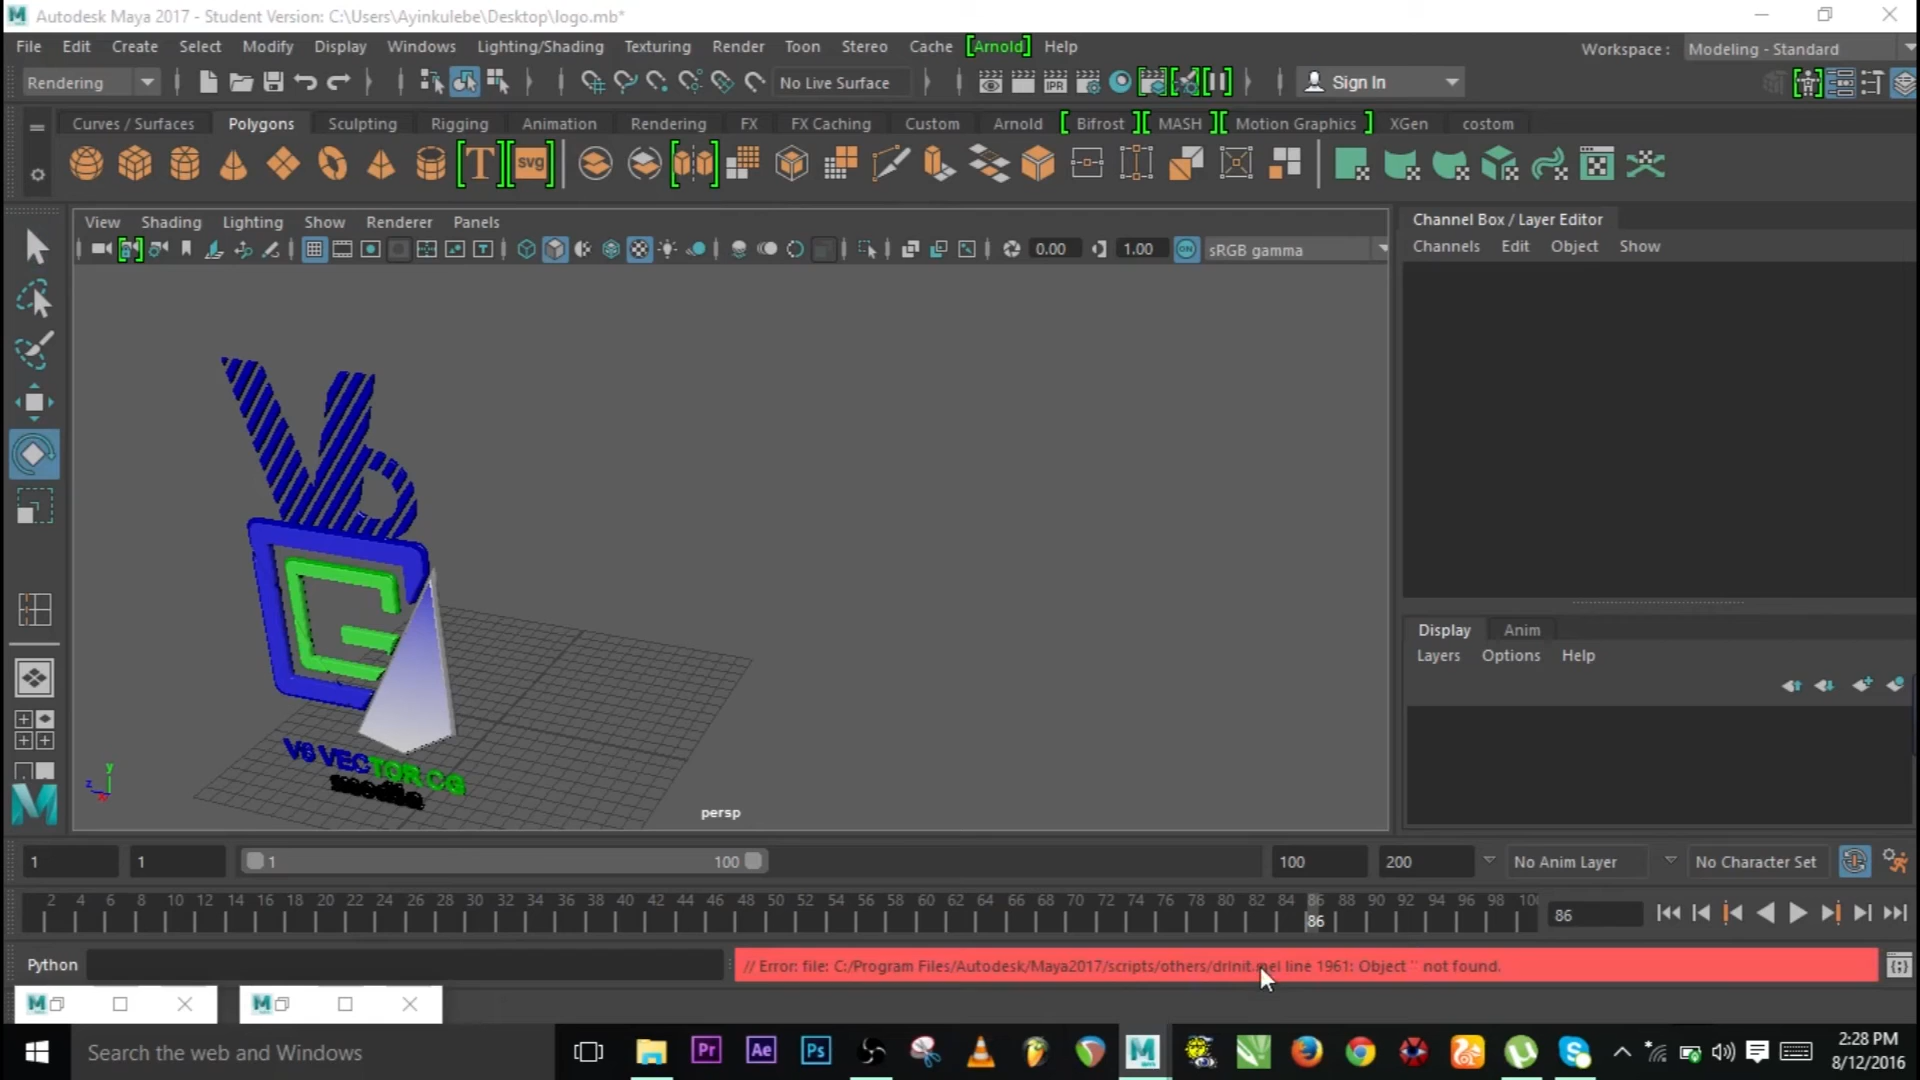 Autodesk Maya 2017 - Student Version: C:\Users\Ayinkulebe\Desktop\logo.mb*
File Edit Create Select Modify Display Windows Lighting/Shading Texturing Render Toon Stereo Cache [Arnold] Help Workspace : Modeling - Standard
Rendering No Live Surface IPR Sign In
Curves / Surfaces Polygons Sculpting Rigging Animation Rendering FX FX Caching Custom Arnold [ Bifrost ][ MASH ][ Motion Graphics ] XGen costom
T svg
Channel Box / Layer Editor
View Shading Lighting Show Renderer Panels
Channels Edit Object Show
0.00 1.00 ON sRGB gamma
V6
Display Anim
Layers Options Help
V6 VECTOR CG
y
z
persp
1 1 1 100 100 200 No Anim Layer No Character Set
2 4 6 8 10 12 14 16 18 20 22 24 26 28 30 32 34 36 38 40 42 44 46 48 50 52 54 56 58 60 62 64 66 68 70 72 74 76 78 80 82 84 86 88 90 92 94 96 98 100
86 86
Python // Error: file: C:/Program Files/Autodesk/Maya2017/scripts/others/drInit.mel line 1961: Object '' not found.
Search the web and Windows Pr Ae Ps M
2:28 PM
8/12/2016